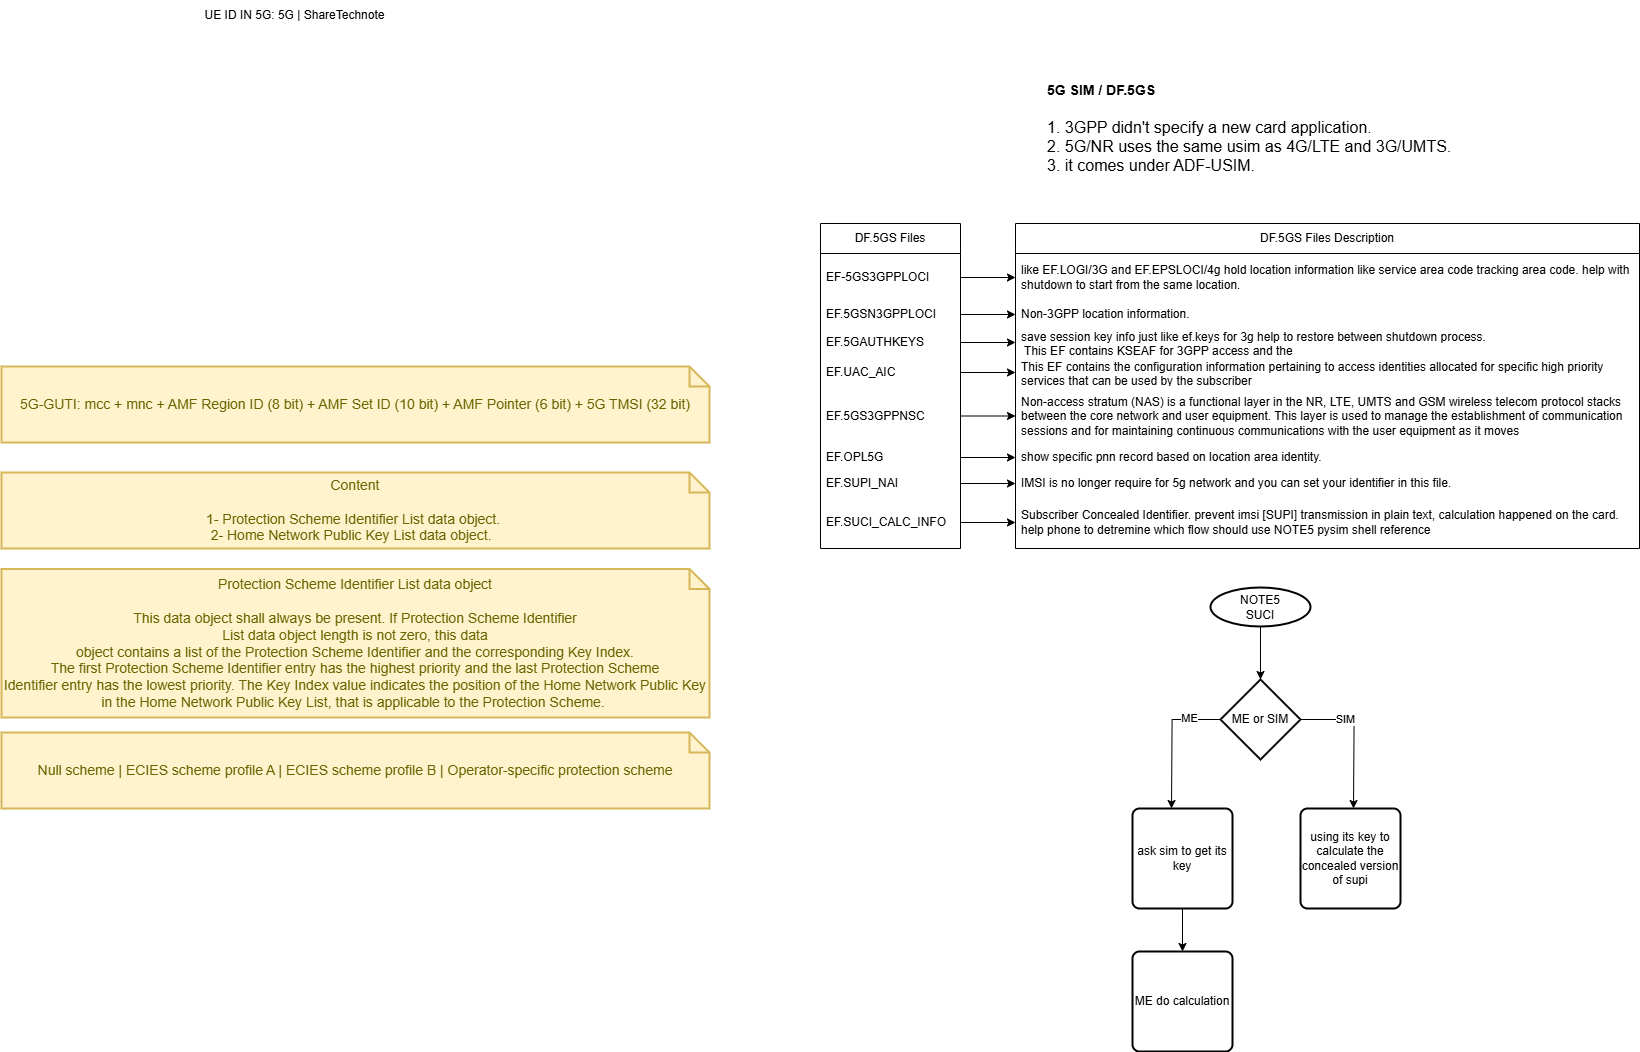 UE ID IN 5G: 5G | ShareTechnote
5G SIM / DF.5GS
1. 3GPP didn't specify a new card application.
2. 5G/NR uses the same usim as 4G/LTE and 3G/UMTS.
3. it comes under ADF-USIM.
DF.5GS Files
DF.5GS Files Description
EF-5GS3GPPLOCI
like EF.LOGI/3G and EF.EPSLOCI/4g hold location information like service area code tracking area code. help with
shutdown to start from the same location.
EF.5GSN3GPPLOCI
Non-3GPP location information.
EF.5GAUTHKEYS
save session key info just like ef.keys for 3g help to restore between shutdown process.
This EF contains KSEAF for 3GPP access and the
EF.UAC_AIC
This EF contains the configuration information pertaining to access identities allocated for specific high priority
services that can be used by the subscriber
EF.5GS3GPPNSC
Non-access stratum (NAS) is a functional layer in the NR, LTE, UMTS and GSM wireless telecom protocol stacks
between the core network and user equipment. This layer is used to manage the establishment of communication
sessions and for maintaining continuous communications with the user equipment as it moves
EF.OPL5G
show specific pnn record based on location area identity.
EF.SUPI_NAI
IMSI is no longer require for 5g network and you can set your identifier in this file.
EF.SUCI_CALC_INFO
Subscriber Concealed Identifier. prevent imsi [SUPI] transmission in plain text, calculation happened on the card.
help phone to detremine which flow should use NOTE5 pysim shell reference
5G-GUTI: mcc + mnc + AMF Region ID (8 bit) + AMF Set ID (10 bit) + AMF Pointer (6 bit) + 5G TMSI (32 bit)
Content
1- Protection Scheme Identifier List data object.
2- Home Network Public Key List data object.
Protection Scheme Identifier List data object
This data object shall always be present. If Protection Scheme Identifier
List data object length is not zero, this data
object contains a list of the Protection Scheme Identifier and the corresponding Key Index.
The first Protection Scheme Identifier entry has the highest priority and the last Protection Scheme
Identifier entry has the lowest priority. The Key Index value indicates the position of the Home Network Public Key
in the Home Network Public Key List, that is applicable to the Protection Scheme.
Null scheme | ECIES scheme profile A | ECIES scheme profile B | Operator-specific protection scheme
NOTE5
SUCI
ME or SIM
ME
SIM
ask sim to get its
key
using its key to
calculate the
concealed version
of supi
ME do calculation